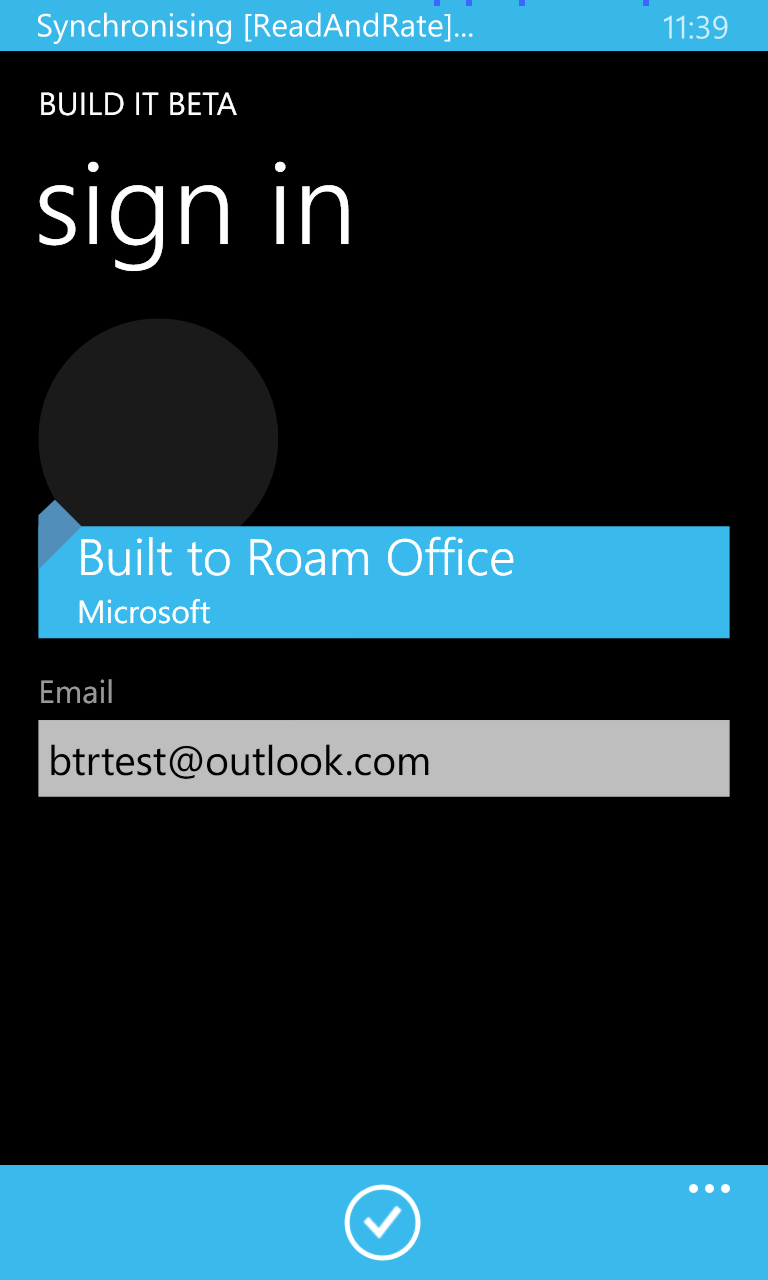 Synchronising [ReadAndRate]...
11:39
BUILD IT BETA
sign in
Built to Roam Office
Microsoft
Email
btrtest@outlook.com